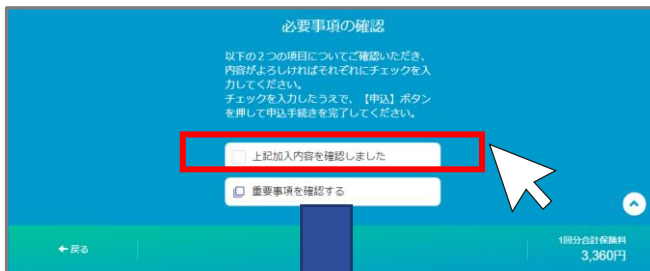 必要事項の確認
以下の2つの項目についてご確認いただき、
内容がよろしければそれぞれにチェックを入
力してください。
チェックを入力したうえで、【申込】ボタン
を押して申込手続きを完了してください。
上記加入内容を確認しました
重要事項を確認する
戻る
1回分合計保険料
3,360円